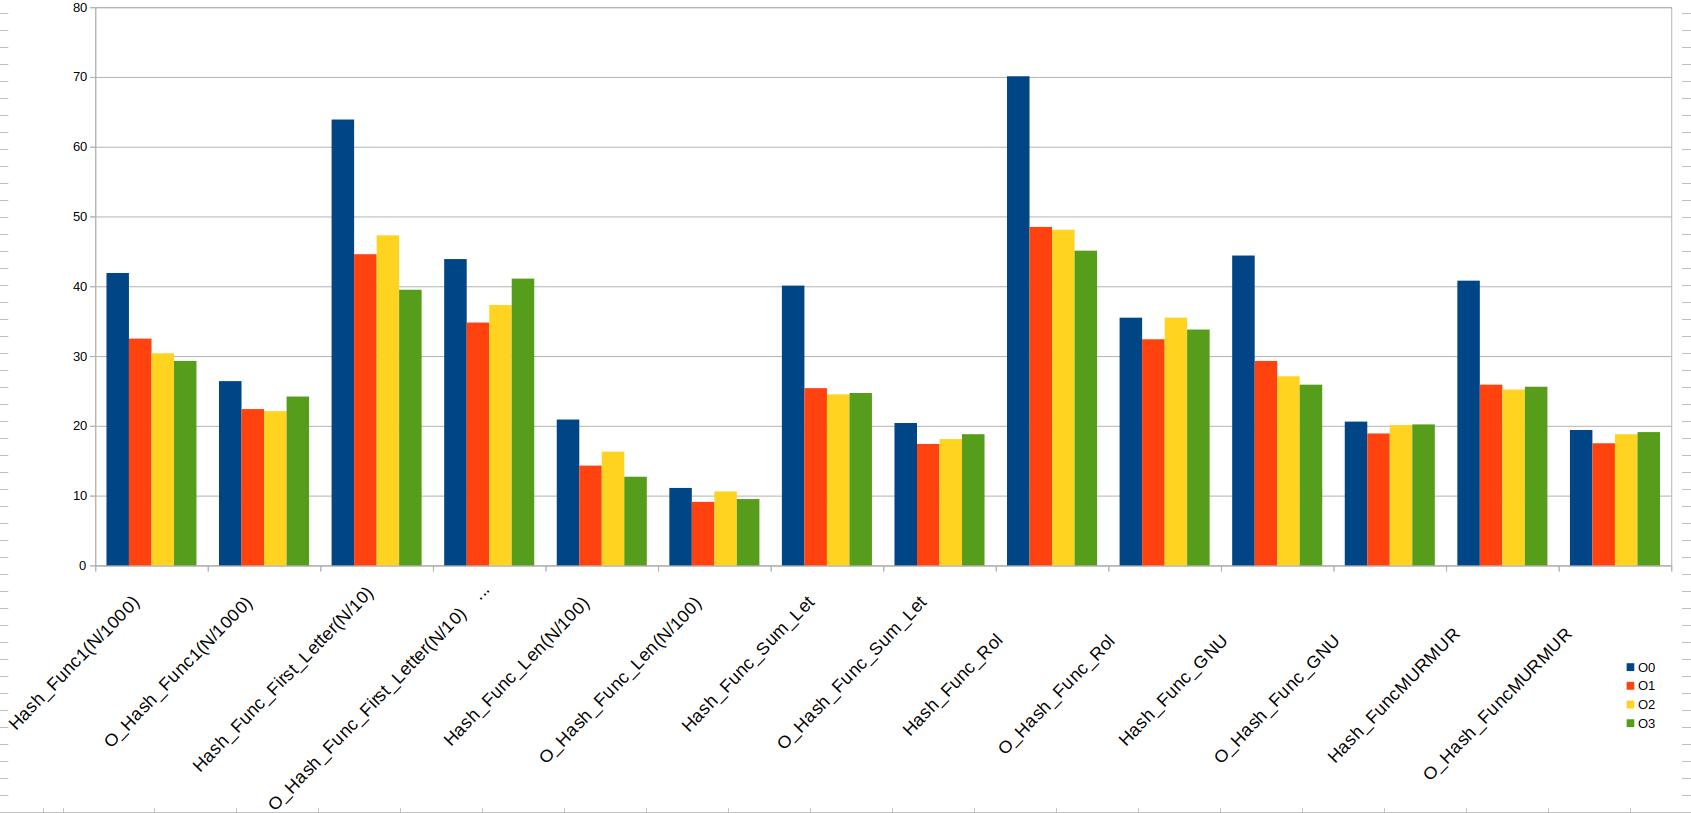 80
70
60
50
40
30
20
10
0
Hash_Func1(N/1000)
O_Hash_Func1(N/1000)
Hash_Func_First_Letter(N/10)
O_Hash_Func_First_Letter(N/10) ...
Hash_Func_Len(N/100)
O_Hash_Func_Len(N/100)
Hash_Func_Sum_Let
O_Hash_Func_Sum_Let
Hash_Func_Rol
O_Hash_Func_Rol
Hash_Func_GNU
O_Hash_Func_GNU
Hash_FuncMURMUR
O_Hash_FuncMURMUR
O0
O1
O2
O3